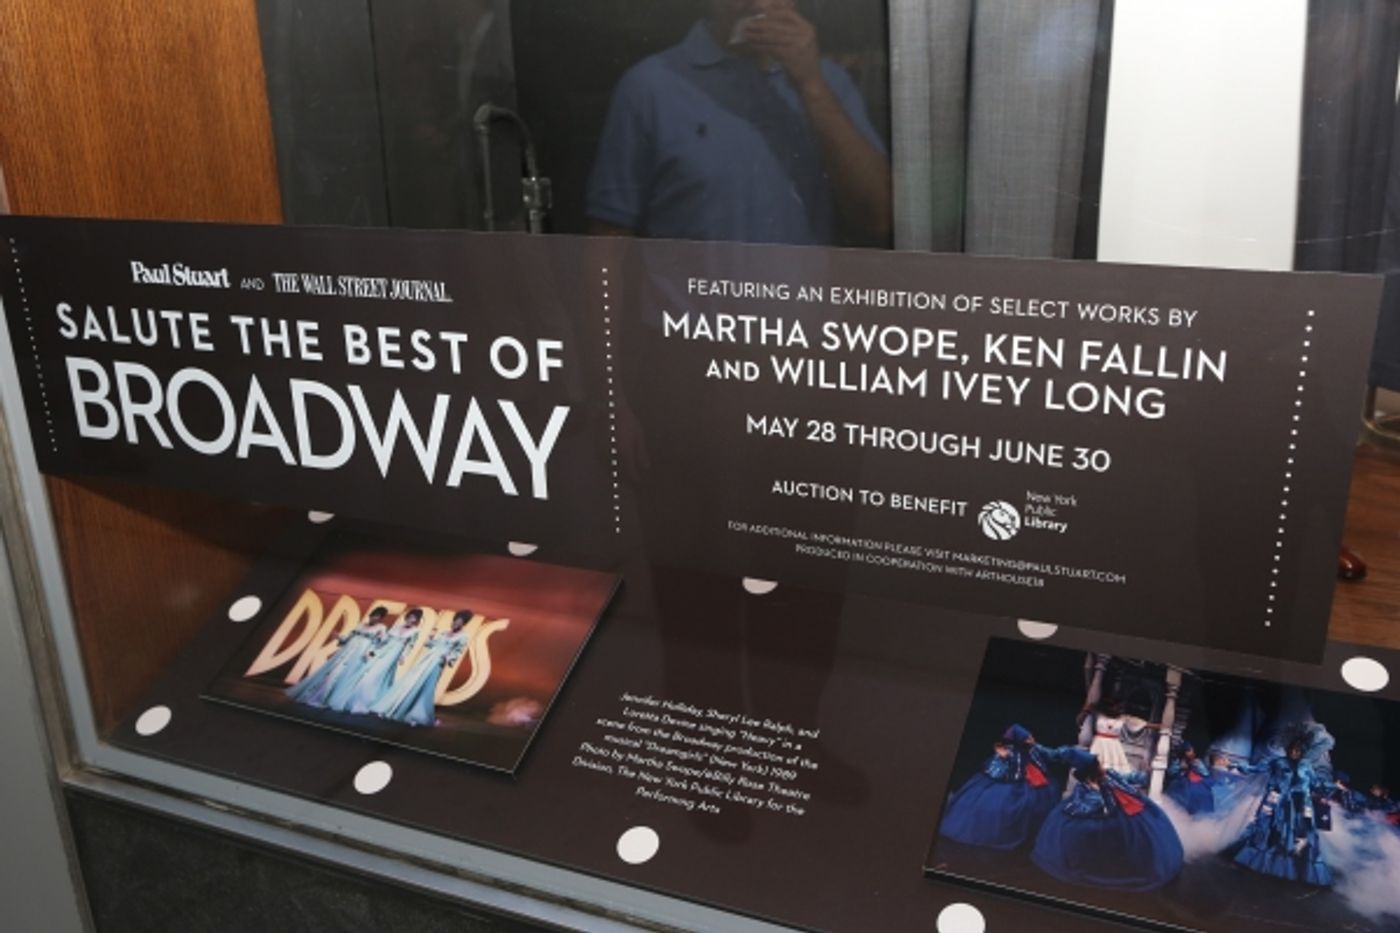 Paul Stuart AND THE WALL STREET JOURNAL.
SALUTE THE BEST OF
BROADWAY
FEATURING AN EXHIBITION OF SELECT WORKS BY
MARTHA SWOPE, KEN FALLIN
AND WILLIAM IVEY LONG
MAY 28 THROUGH JUNE 30
AUCTION TO BENEFIT
New York
Public
Library
FOR ADDITIONAL INFORMATION PLEASE VISIT MARKETING@PAULSTUART.COM
PRODUCED IN COOPERATION WITH ARTHOUSE18
DREAMS
Jennifer Holliday, Sheryl Lee Ralph, and
Loretta Devine singing "Heavy" in a
scene from the Broadway production of the
musical "Dreamgirls" (New York) 1989
Photo by Martha Swope/©Billy Rose Theatre
Division, The New York Public Library for the
Performing Arts